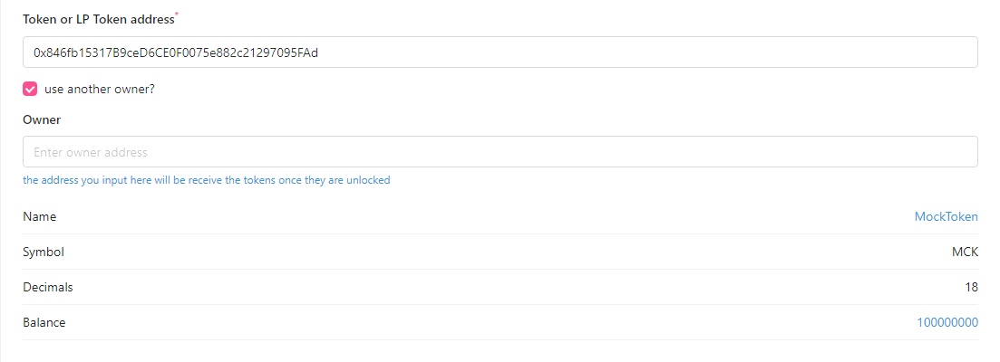 Token or LP Token address*
0x846fb15317B9ceD6CE0F0075e882c21297095FAd
use another owner?
Owner
Enter owner address
the address you input here will be receive the tokens once they are unlocked
Name MockToken
Symbol MCK
Decimals 18
Balance 100000000